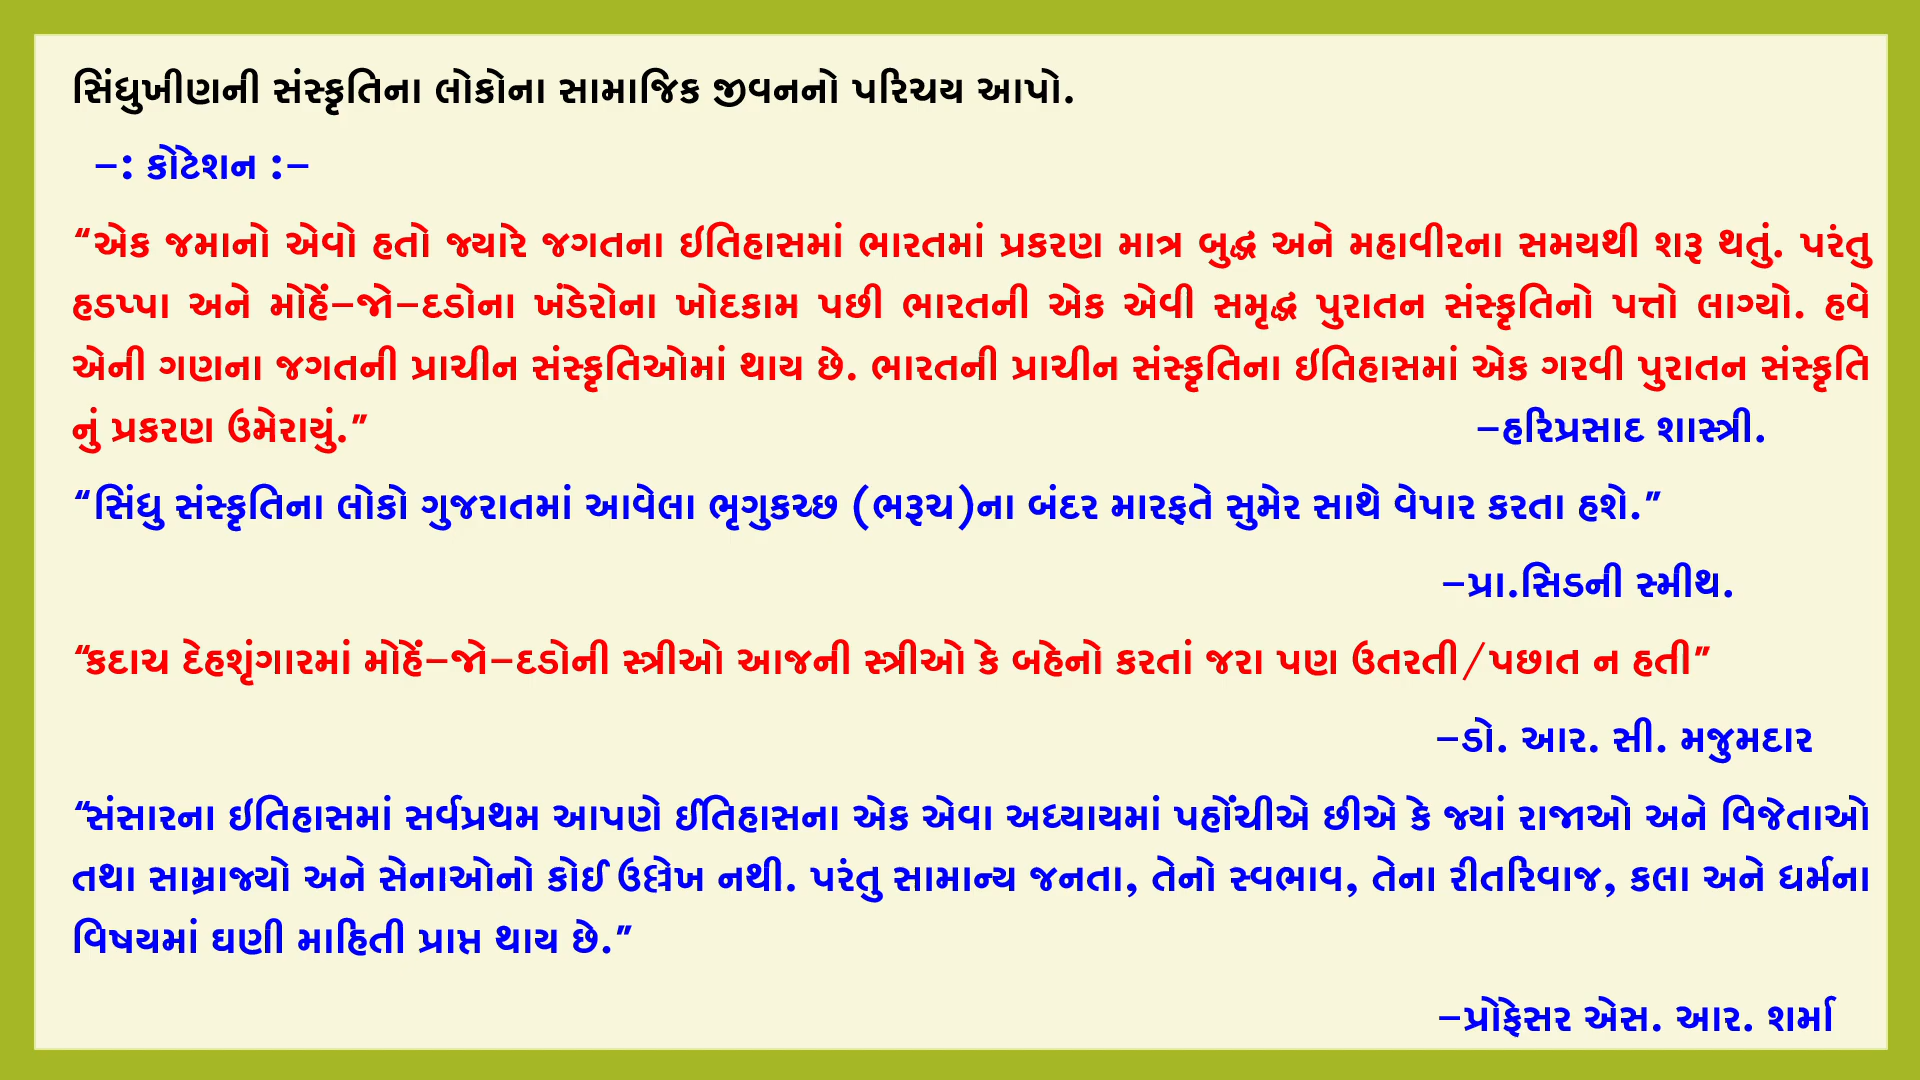 સિંધુખીણની સંસ્કૃતિના લોકોના સામાજિક જીવનનો પરિચય આપો.
–: કોટેશન :–
“એક જમાનો એવો હતો જ્યારે જગતના ઇતિહાસમાં ભારતમાં પ્રકરણ માત્ર બુદ્ધ અને મહાવીરના સમયથી શરૂ થતું. પરંતુ
હડપ્પા અને મોહેં–જો–દડોના ખંડેરોના ખોદકામ પછી ભારતની એક એવી સમૃદ્ધ પુરાતન સંસ્કૃતિનો પત્તો લાગ્યો. હવે
એની ગણના જગતની પ્રાચીન સંસ્કૃતિઓમાં થાય છે. ભારતની પ્રાચીન સંસ્કૃતિના ઇતિહાસમાં એક ગરવી પુરાતન સંસ્કૃતિ
નું પ્રકરણ ઉમેરાયું.” –હરિપ્રસાદ શાસ્ત્રી.
“સિંધુ સંસ્કૃતિના લોકો ગુજરાતમાં આવેલા ભૃગુકચ્છ (ભરૂચ)ના બંદર મારફતે સુમેર સાથે વેપાર કરતા હશે.”
–પ્રા.સિડની સ્મીથ.
“કદાચ દેહશૃંગારમાં મોહેં–જો–દડોની સ્ત્રીઓ આજની સ્ત્રીઓ કે બહેનો કરતાં જરા પણ ઉતરતી/પછાત ન હતી”
–ડો. આર. સી. મજુમદાર
“સંસારના ઇતિહાસમાં સર્વપ્રથમ આપણે ઈતિહાસના એક એવા અધ્યાયમાં પહોંચીએ છીએ કે જ્યાં રાજાઓ અને વિજેતાઓ
તથા સામ્રાજ્યો અને સેનાઓનો કોઈ ઉલ્લેખ નથી. પરંતુ સામાન્ય જનતા, તેનો સ્વભાવ, તેના રીતરિવાજ, કલા અને ધર્મના
વિષયમાં ઘણી માહિતી પ્રાપ્ત થાય છે.”
–પ્રોફેસર એસ. આર. શર્મા